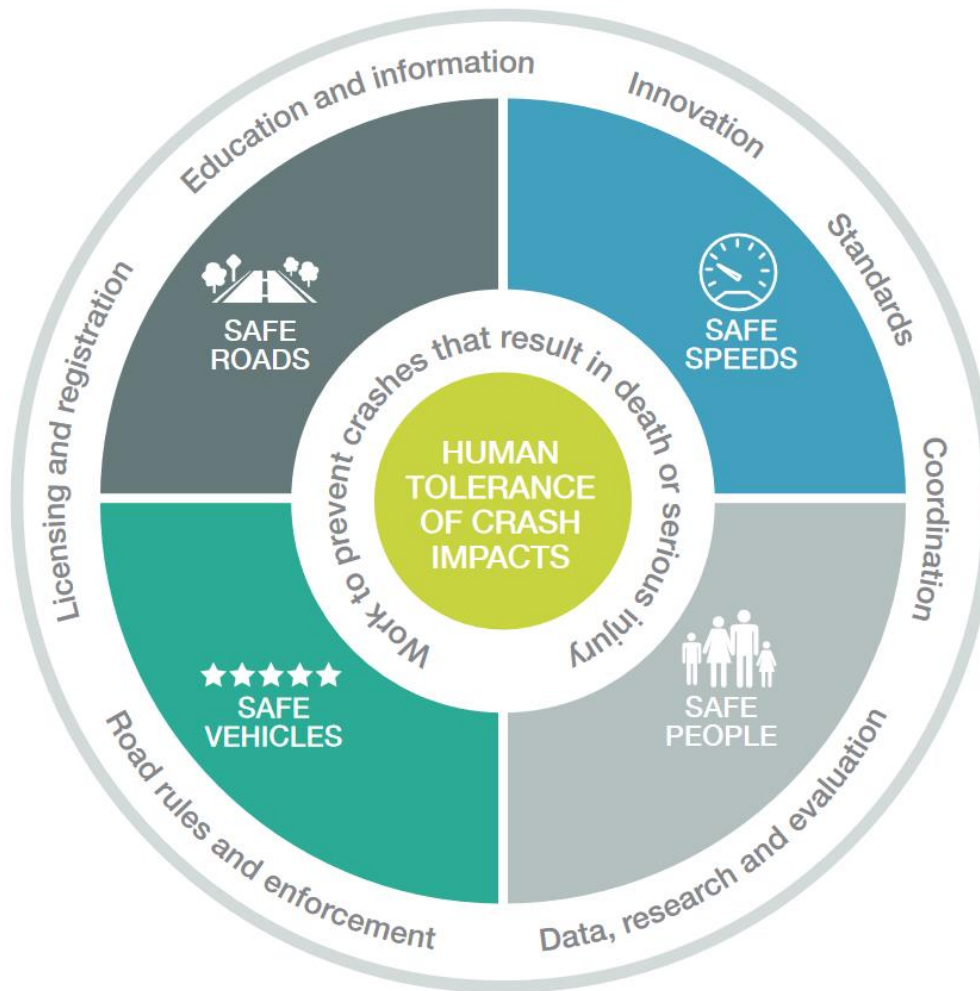 Education and information
Innovation
Standards
Coordination
Data, research and evaluation
Road rules and enforcement
Licensing and registration
SAFE
ROADS
SAFE
SPEEDS
Work to prevent crashes that result in death or serious injury
HUMAN
TOLERANCE
OF CRASH
IMPACTS
SAFE
VEHICLES
SAFE
PEOPLE